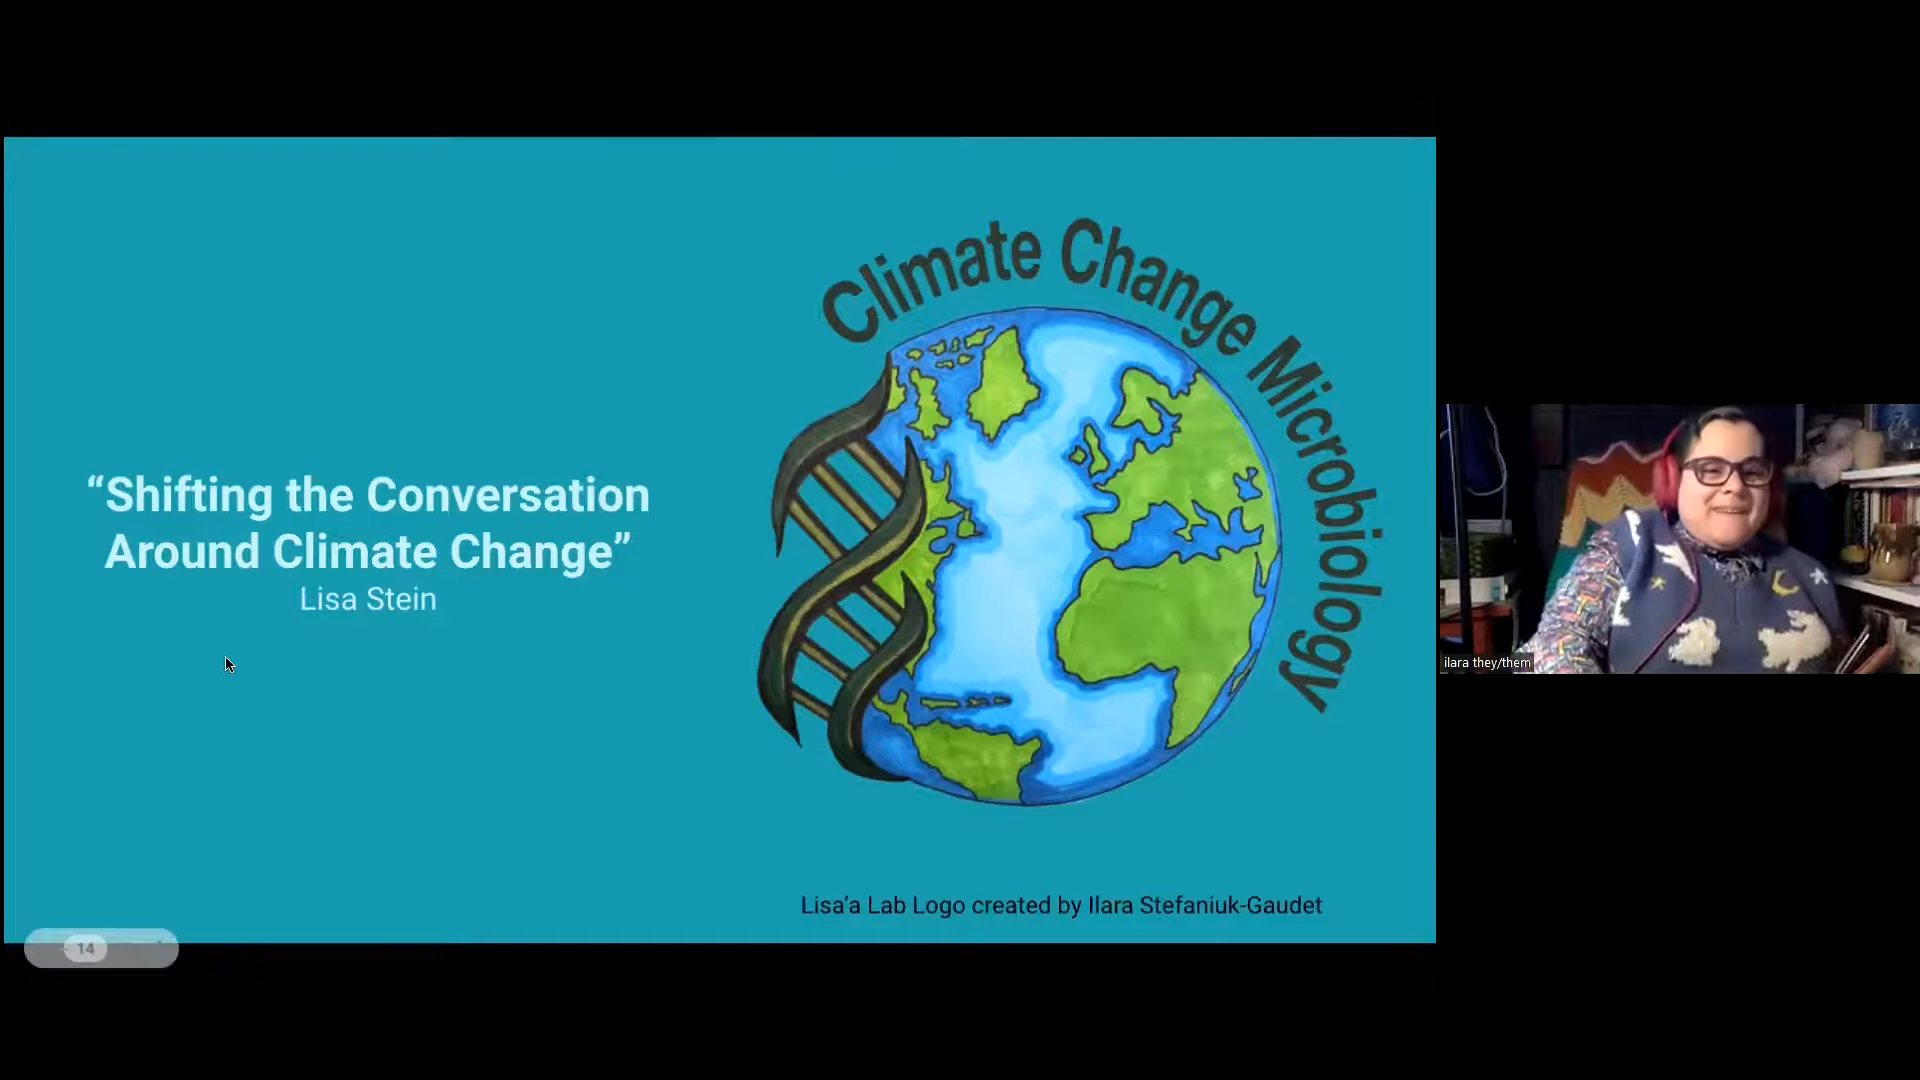 Climate Change Microbiology
“Shifting the Conversation
Around Climate Change”
Lisa Stein
Lisa’a Lab Logo created by Ilara Stefaniuk-Gaudet
14
ilara they/them